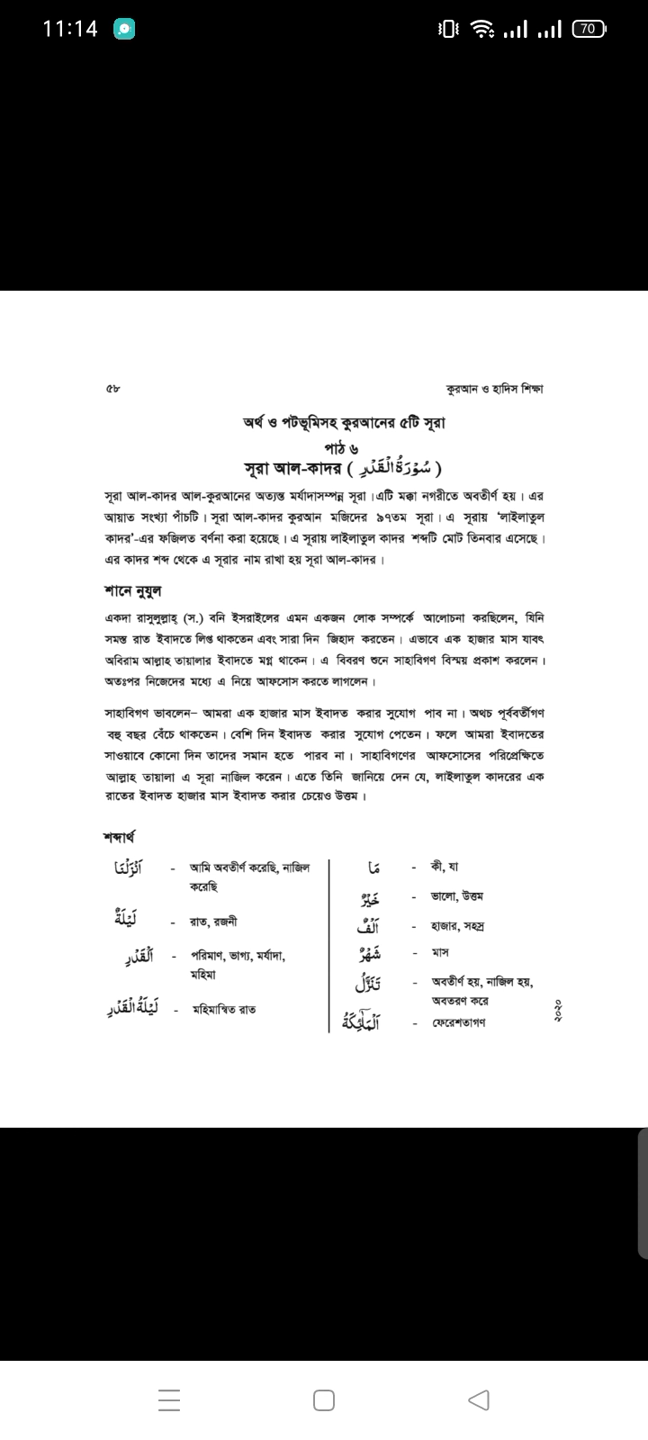 11:14
70
৫৮
কুরআন ও হাদিস শিক্ষা
অর্থ ও পটভূমিসহ কুরআনের ৫টি সূরা
পাঠ ৬
সূরা আল-কাদর ( سُوْرَةُ الْقَدْرِ )
সূরা আল-কাদর আল-কুরআনের অত্যন্ত মর্যাদাসম্পন্ন সূরা। এটি মক্কা নগরীতে অবতীর্ণ হয়। এর
আয়াত সংখ্যা পাঁচটি। সূরা আল-কাদর কুরআন মজিদের ৯৭তম সূরা। এ সূরায় ‘লাইলাতুল
কাদর’-এর ফজিলত বর্ণনা করা হয়েছে। এ সূরায় লাইলাতুল কাদর শব্দটি মোট তিনবার এসেছে।
এর কাদর শব্দ থেকে এ সূরার নাম রাখা হয় সূরা আল-কাদর।
শানে নুযুল
একদা রাসুলুল্লাহ্ (স.) বনি ইসরাইলের এমন একজন লোক সম্পর্কে আলোচনা করছিলেন, যিনি
সমস্ত রাত ইবাদতে লিপ্ত থাকতেন এবং সারা দিন জিহাদ করতেন। এভাবে এক হাজার মাস যাবৎ
অবিরাম আল্লাহ তায়ালার ইবাদতে মগ্ন থাকেন। এ বিবরণ শুনে সাহাবিগণ বিস্ময় প্রকাশ করলেন।
অতঃপর নিজেদের মধ্যে এ নিয়ে আফসোস করতে লাগলেন।
সাহাবিগণ ভাবলেন– আমরা এক হাজার মাস ইবাদত করার সুযোগ পাব না। অথচ পূর্ববর্তীগণ
বহু বছর বেঁচে থাকতেন। বেশি দিন ইবাদত করার সুযোগ পেতেন। ফলে আমরা ইবাদতের
সাওয়াবে কোনো দিন তাদের সমান হতে পারব না। সাহাবিগণের আফসোসের পরিপ্রেক্ষিতে
আল্লাহ তায়ালা এ সূরা নাজিল করেন। এতে তিনি জানিয়ে দেন যে, লাইলাতুল কাদরের এক
রাতের ইবাদত হাজার মাস ইবাদত করার চেয়েও উত্তম।
শব্দার্থ
اَنْزَلْنَا - আমি অবতীর্ণ করেছি, নাজিল
করেছি
لَيْلَةٌ - রাত, রজনী
اَلْقَدْرِ - পরিমাণ, ভাগ্য, মর্যাদা,
মহিমা
لَيْلَةُ الْقَدْرِ - মহিমান্বিত রাত
مَا - কী, যা
خَيْرٌ - ভালো, উত্তম
اَلْفٌ - হাজার, সহস্র
شَهْرٌ - মাস
تَنَزَّلُ - অবতীর্ণ হয়, নাজিল হয়,
অবতরণ করে
اَلْمَلٰٓئِكَةُ - ফেরেশতাগণ
২০২০